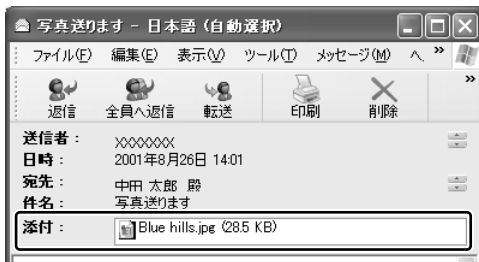 写真送ります - 日本語 (自動選択)
ファイル(F) 編集(E) 表示(V) ツール(T) メッセージ(M) ヘ »
返信 全員へ返信 転送 印刷 削除 »
送信者: xxxxxxxx
日時: 2001年8月26日 14:01
宛先: 中田 太郎 殿
件名: 写真送ります
添付: Blue hills.jpg (28.5 KB)